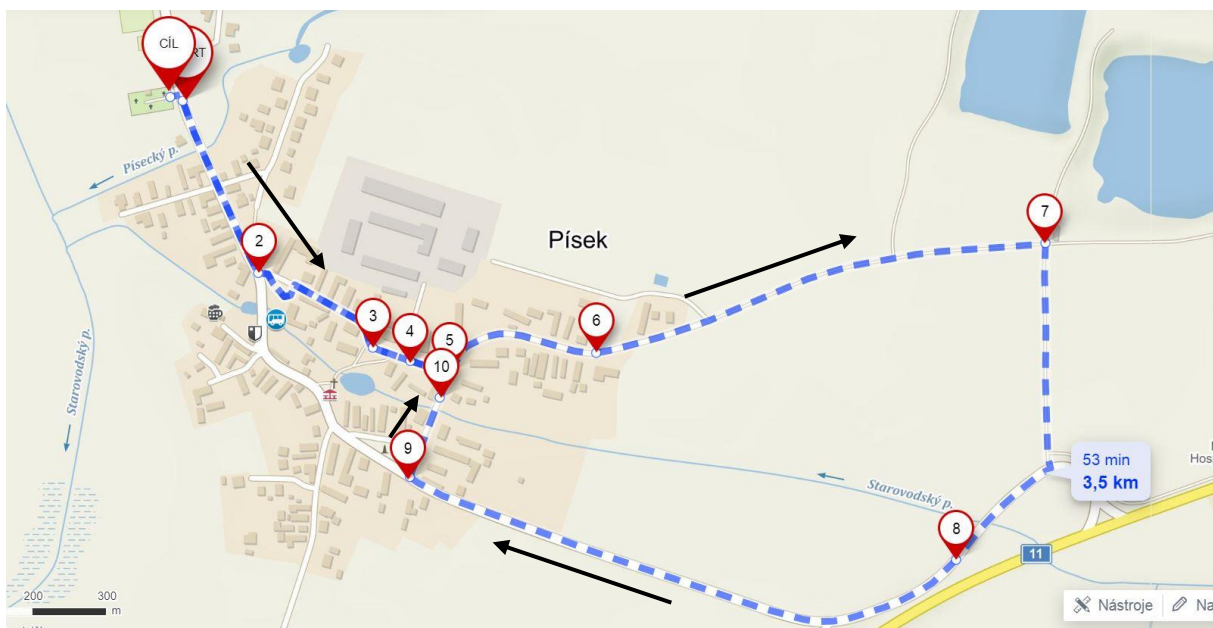 CÍL
RT
Písecký p.
2
Písek
7
3
4
5
6
10
Starovodský p.
9
53 min
3,5 km
Hos
Starovodský p.
8
11
200 300
m
Nástroje
Na